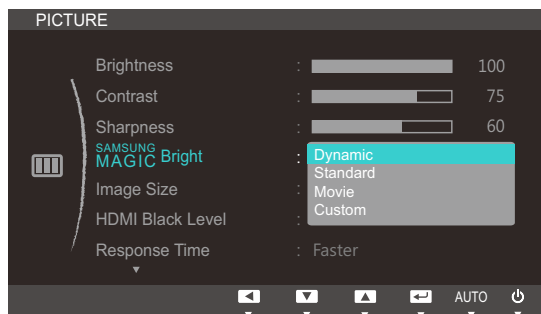 PICTURE
Brightness : 100
Contrast : 75
Sharpness : 60
SAMSUNG MAGIC Bright : Dynamic
Standard
Image Size : Movie
Custom
HDMI Black Level :
Response Time : Faster
AUTO